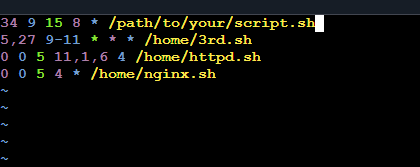 34 9 15 8 * /path/to/your/script.sh
5,27 9-11 * * * /home/3rd.sh
0 0 5 11,1,6 4 /home/httpd.sh
0 0 5 4 * /home/nginx.sh
~
~
~
~
~